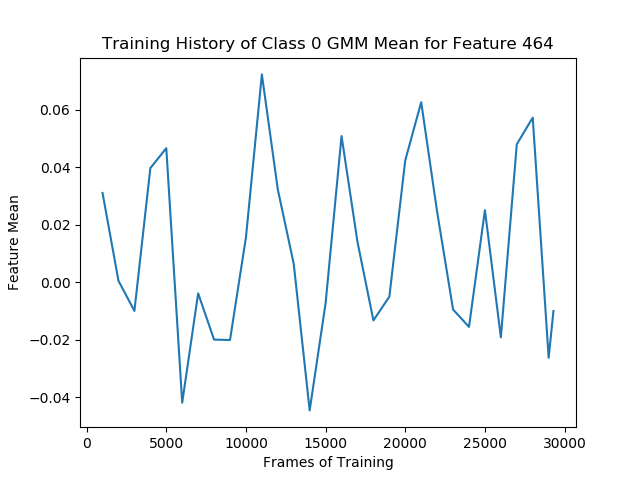 Training History of Class 0 GMM Mean for Feature 464
Feature Mean
0.06
0.04
0.02
0.00
−0.02
−0.04
0 5000 10000 15000 20000 25000 30000
Frames of Training